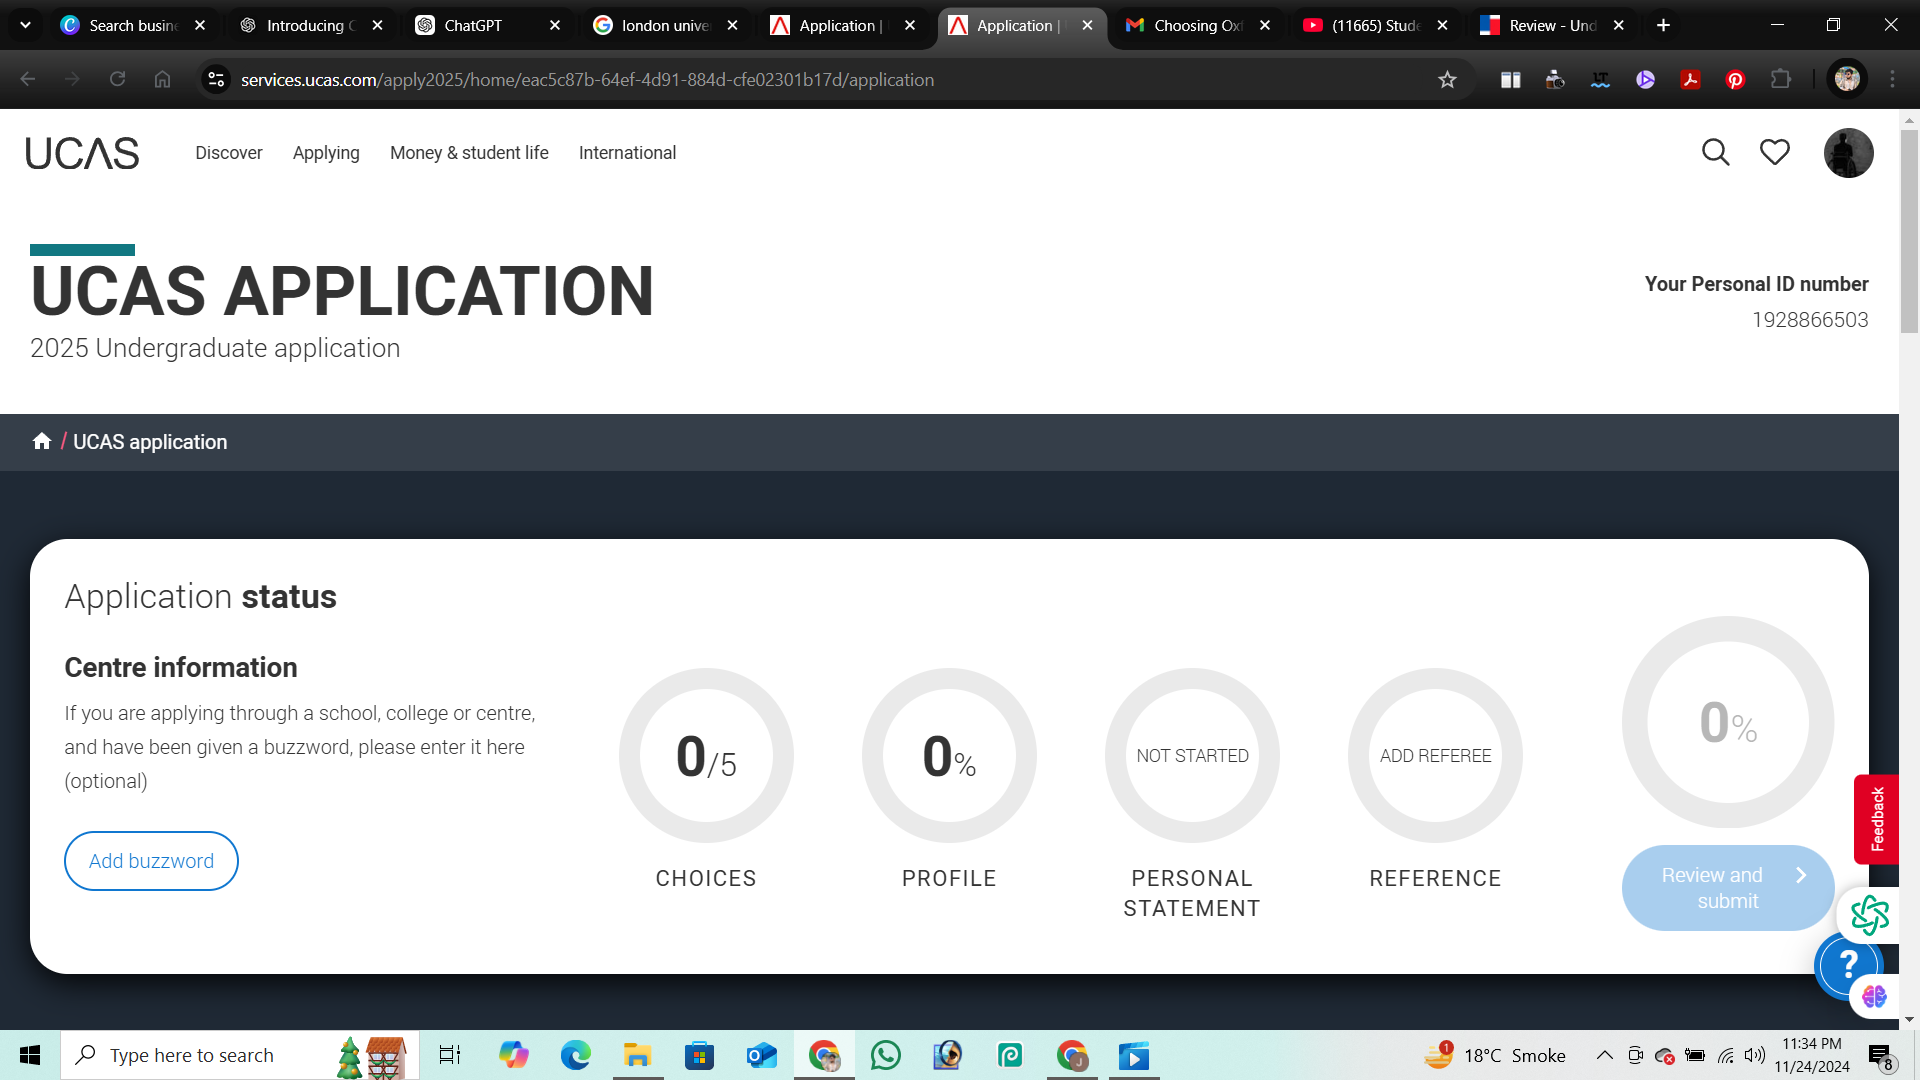 Search busine
Introducing C
ChatGPT
london unive
Application |
Application |
Choosing Oxf
(11665) Stude
Review - Und
services.ucas.com/apply2025/home/eac5c87b-64ef-4d91-884d-cfe02301b17d/application
UCAS
Discover
Applying
Money & student life
International
UCAS APPLICATION
2025 Undergraduate application
Your Personal ID number
1928866503
/ UCAS application
Application status
Centre information
If you are applying through a school, college or centre,
and have been given a buzzword, please enter it here
(optional)
Add buzzword
0/5
CHOICES
0%
PROFILE
NOT STARTED
PERSONAL
STATEMENT
ADD REFEREE
REFERENCE
0%
Review and
submit
Feedback
?
Type here to search
1
18°C Smoke
11:34 PM
11/24/2024
8